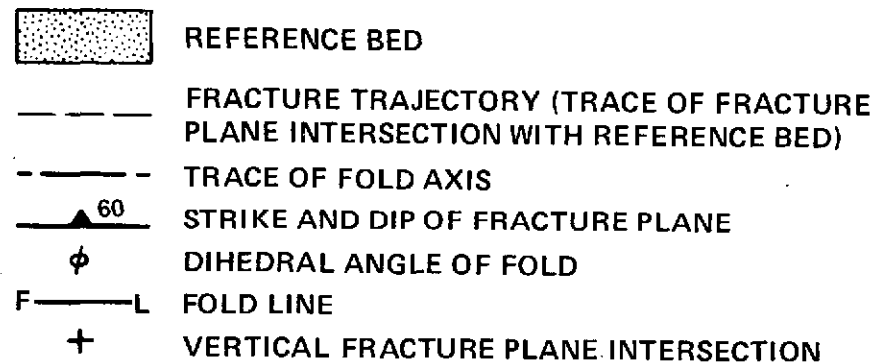 REFERENCE BED
FRACTURE TRAJECTORY (TRACE OF FRACTURE
PLANE INTERSECTION WITH REFERENCE BED)
TRACE OF FOLD AXIS
60 STRIKE AND DIP OF FRACTURE PLANE
ϕ DIHEDRAL ANGLE OF FOLD
F L FOLD LINE
+ VERTICAL FRACTURE PLANE INTERSECTION